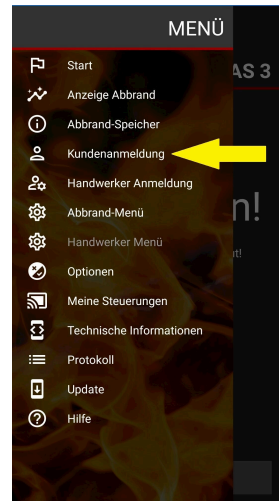 MENÜ
AS 3
Start
Anzeige Abbrand
Abbrand-Speicher
Kundenanmeldung
Handwerker Anmeldung
Abbrand-Menü
n!
Handwerker Menü
t!
Optionen
Meine Steuerungen
Technische Informationen
Protokoll
Update
Hilfe